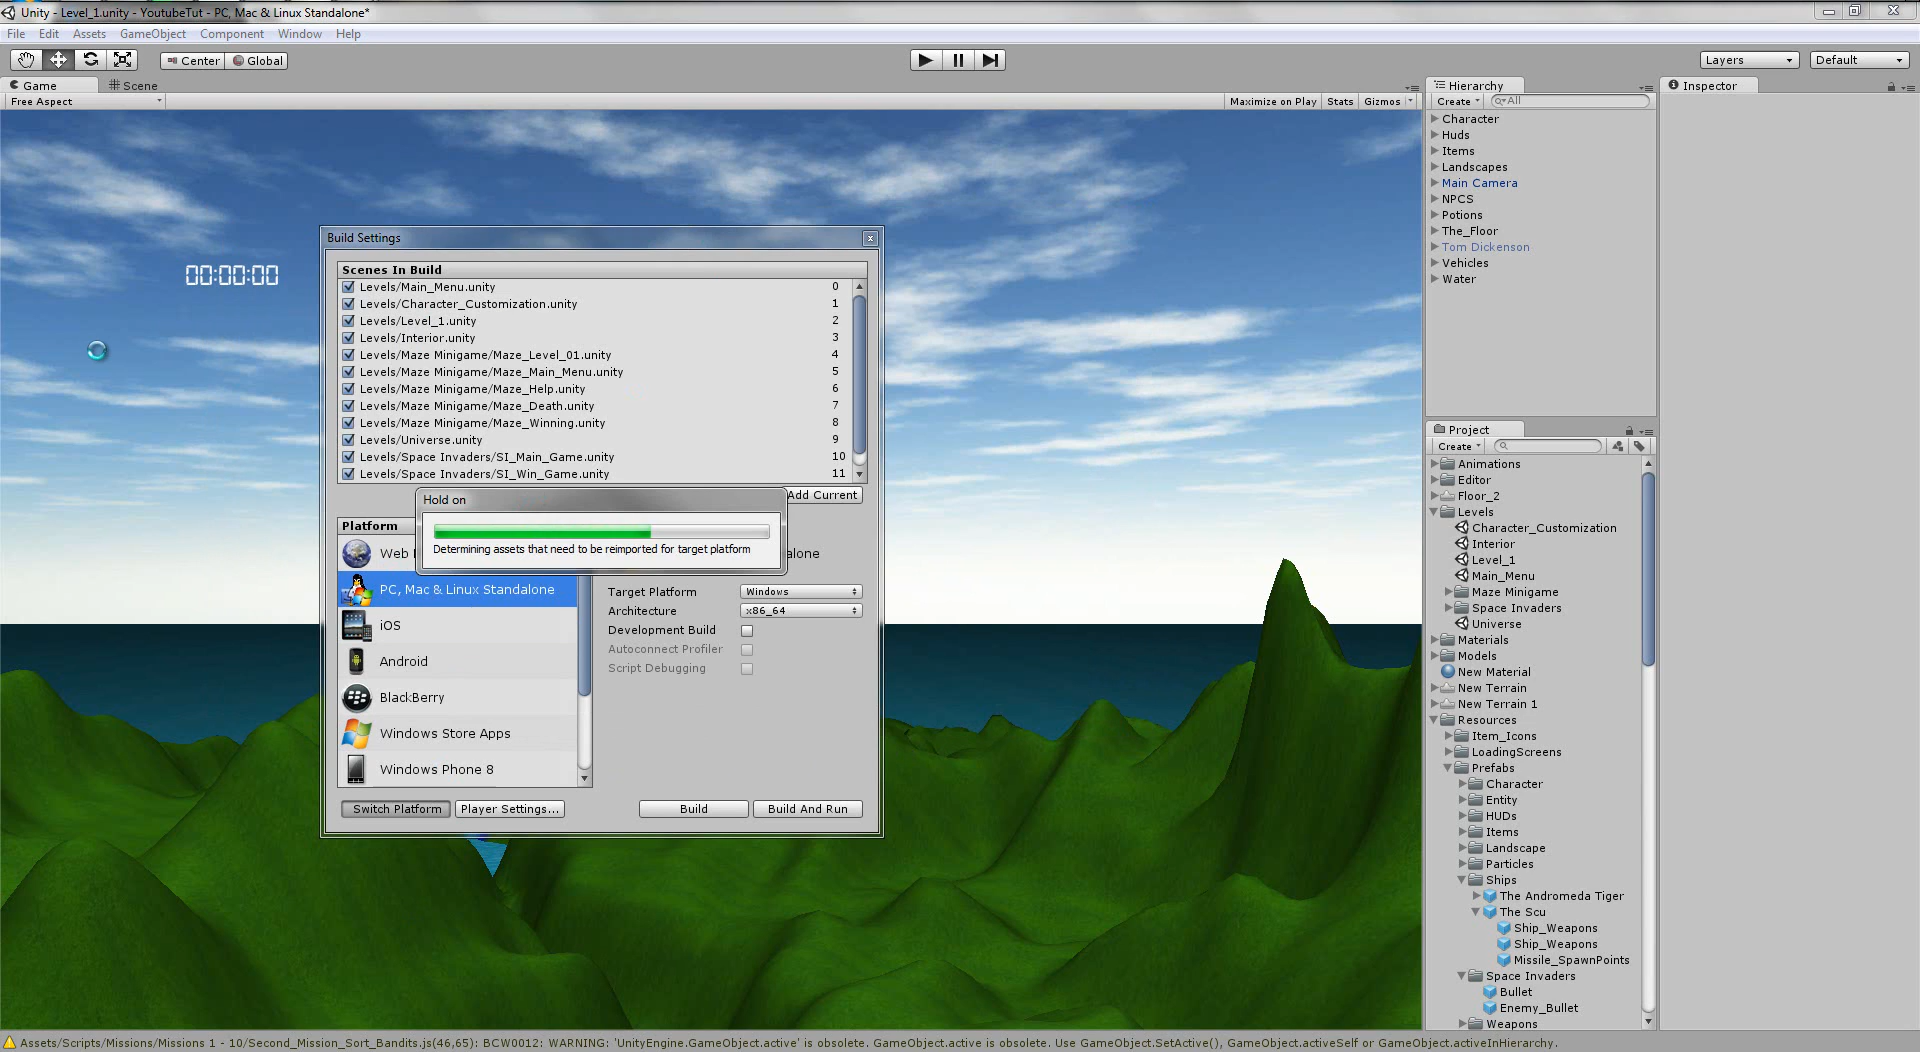 Unity - Level_1.unity - YoutubeTut - PC, Mac & Linux Standalone*
File Edit Assets GameObject Component Window Help
Center Global
Layers Default
Game Scene
Free Aspect
Maximize on Play Stats Gizmos
00:00:00
Build Settings
Scenes In Build
Levels/Main_Menu.unity 0
Levels/Character_Customization.unity 1
Levels/Level_1.unity 2
Levels/Interior.unity 3
Levels/Maze Minigame/Maze_Level_01.unity 4
Levels/Maze Minigame/Maze_Main_Menu.unity 5
Levels/Maze Minigame/Maze_Help.unity 6
Levels/Maze Minigame/Maze_Death.unity 7
Levels/Maze Minigame/Maze_Winning.unity 8
Levels/Universe.unity 9
Levels/Space Invaders/SI_Main_Game.unity 10
Levels/Space Invaders/SI_Win_Game.unity 11
Add Current
Hold on
Determining assets that need to be reimported for target platform
Platform
Web
PC, Mac & Linux Standalone
iOS
Android
BlackBerry
Windows Store Apps
Windows Phone 8
alone
Target Platform Windows
Architecture x86_64
Development Build
Autoconnect Profiler
Script Debugging
Switch Platform Player Settings... Build Build And Run
Hierarchy
Create All
Character
Huds
Items
Landscapes
Main Camera
NPCS
Potions
The_Floor
Tom Dickenson
Vehicles
Water
Inspector
Project
Create
Animations
Editor
Floor_2
Levels
Character_Customization
Interior
Level_1
Main_Menu
Maze Minigame
Space Invaders
Universe
Materials
Models
New Material
New Terrain
New Terrain 1
Resources
Item_Icons
LoadingScreens
Prefabs
Character
Entity
HUDs
Items
Landscape
Particles
Ships
The Andromeda Tiger
The Scu
Ship_Weapons
Ship_Weapons
Missile_SpawnPoints
Space Invaders
Bullet
Enemy_Bullet
Weapons
Assets/Scripts/Missions/Missions 1 - 10/Second_Mission_Sort_Bandits.js(46,65): BCW0012: WARNING: 'UnityEngine.GameObject.active' is obsolete. GameObject.active is obsolete. Use GameObject.SetActive(), GameObject.activeSelf or GameObject.activeInHierarchy.